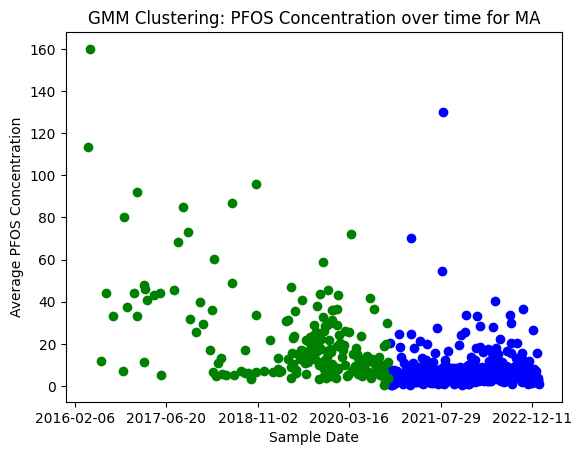 GMM Clustering: PFOS Concentration over time for MA
160
140
120
100
80
60
40
20
0
Average PFOS Concentration
2016-02-06 2017-06-20 2018-11-02 2020-03-16 2021-07-29 2022-12-11
Sample Date